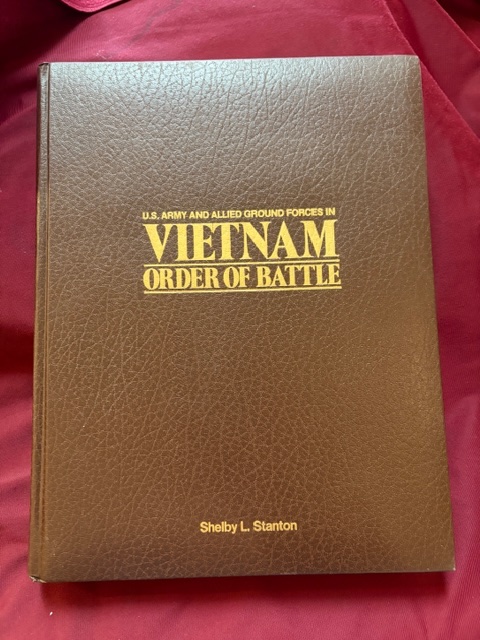 U.S. ARMY AND ALLIED GROUND FORCES IN
VIETNAM
ORDER OF BATTLE
Shelby L. Stanton